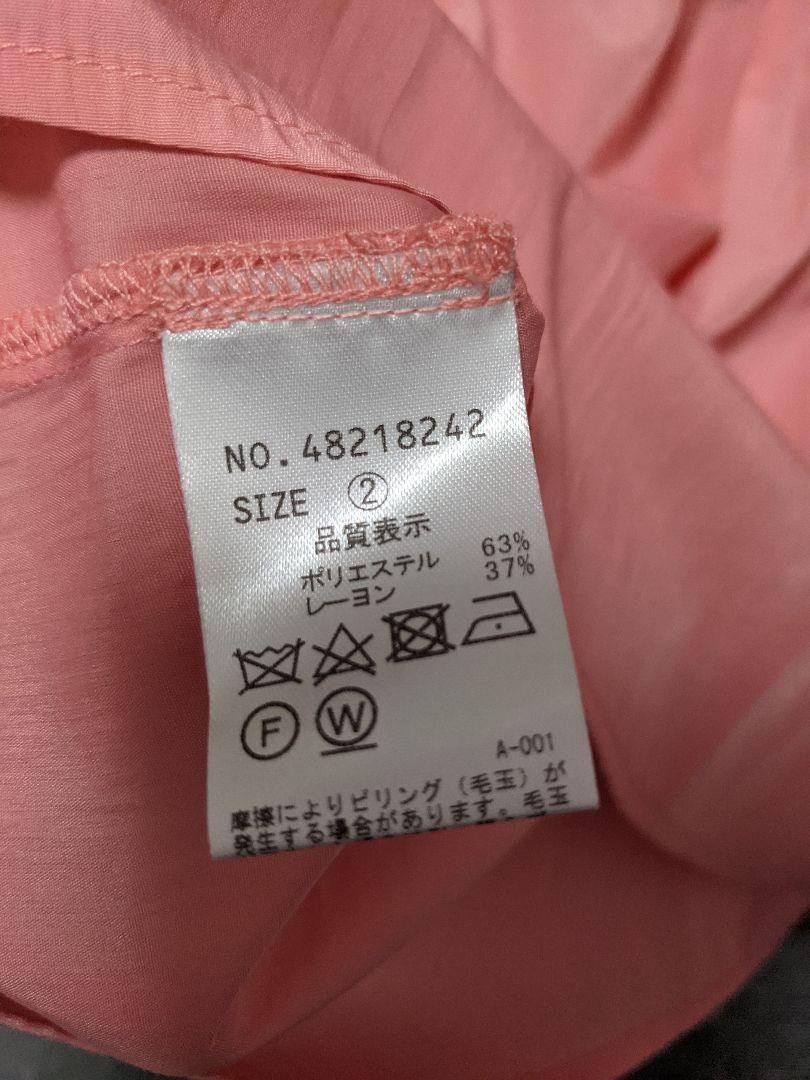 NO.48218242
SIZE ②
品質表示
ポリエステル 63%
レーヨン 37%
F W
A-001
摩擦によりピリング(毛玉)が
発生する場合があります。毛玉